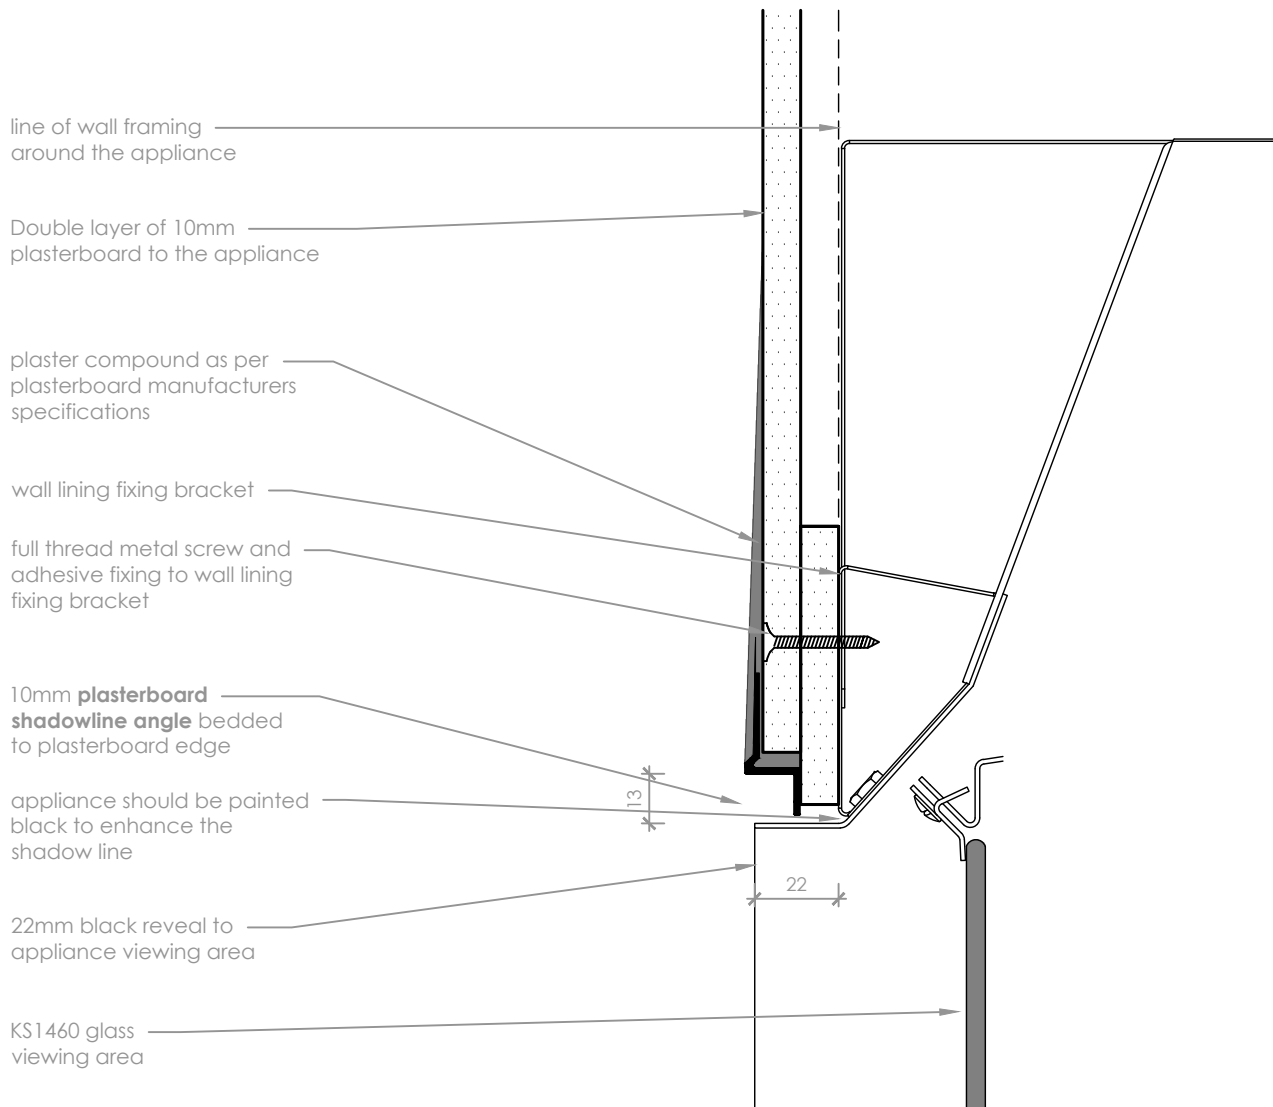 line of wall framing
around the appliance
Double layer of 10mm
plasterboard to the appliance
plaster compound as per
plasterboard manufacturers
specifications
wall lining fixing bracket
full thread metal screw and
adhesive fixing to wall lining
fixing bracket
10mm plasterboard
shadowline angle bedded
to plasterboard edge
13
appliance should be painted
black to enhance the
shadow line
22
22mm black reveal to
appliance viewing area
KS1460 glass
viewing area